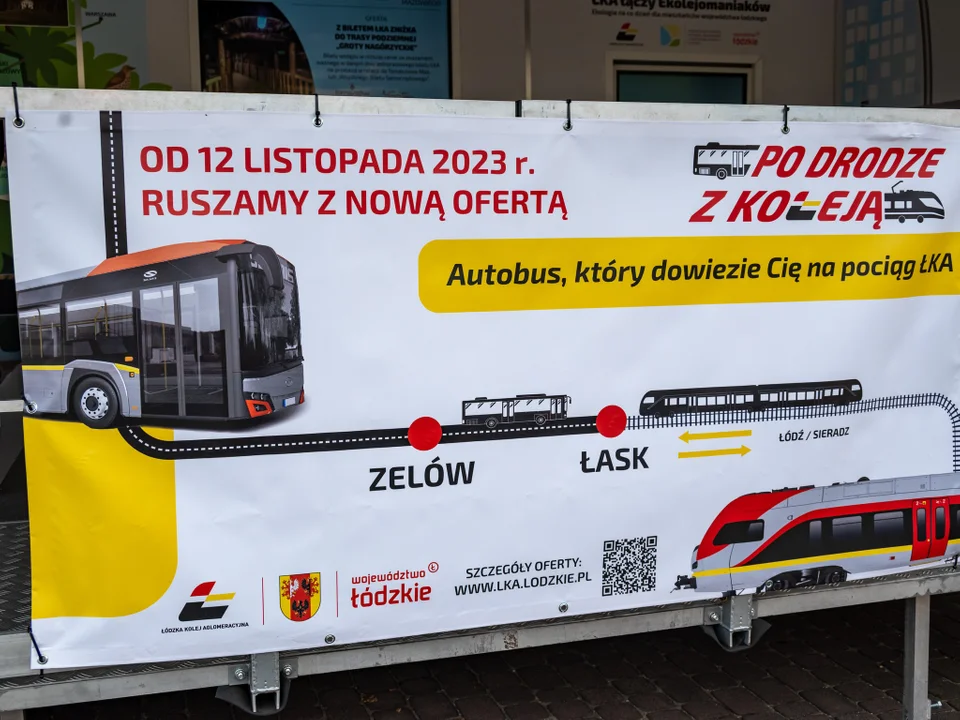 WARSZAWA
Z BILETEM ŁKA ZNIŻKA
DO TRASY PODZIEMNEJ
„GROTY NAGÓRZYCKIE”
ŁKA łączy Ekolejomaniaków
OD 12 LISTOPADA 2023 r.
RUSZAMY Z NOWĄ OFERTĄ
PO DRODZE
Z KOLEJĄ
Autobus, który dowiezie Cię na pociąg ŁKA
ZELÓW
ŁASK
ŁÓDŹ / SIERADZ
SZCZEGÓŁY OFERTY:
WWW.LKA.LODZKIE.PL
ŁÓDZKA KOLEJ AGLOMERACYJNA
województwo Ł
łódzkie